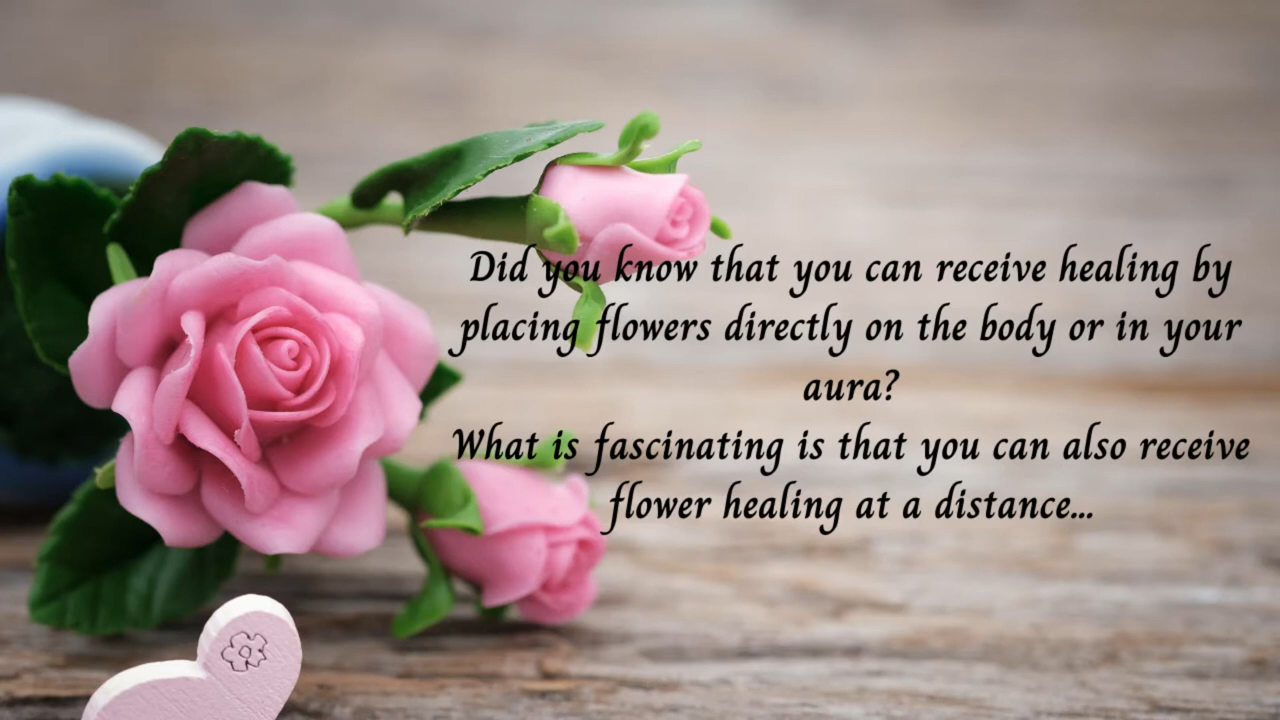 Did you know that you can receive healing by
placing flowers directly on the body or in your
aura?
What is fascinating is that you can also receive
flower healing at a distance...